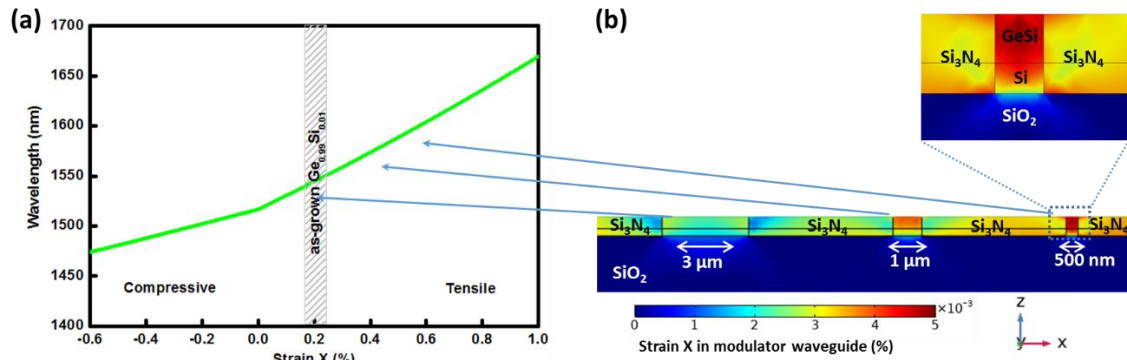 (a)
1700
1650
1600
1550
1500
1450
1400
Wavelength (nm)
as-grown Ge0.99Si0.01
Compressive
Tensile
-0.6 -0.4 -0.2 0.0 0.2 0.4 0.6 0.8 1.0
Strain X (%)
(b)
GeSi
Si3N4 Si3N4
Si
SiO2
Si3N4 Si3N4 Si3N4 Si3N4
3 μm 1 μm 500 nm
SiO2
×10⁻³
0 1 2 3 4 5
Strain X in modulator waveguide (%)
z
y x